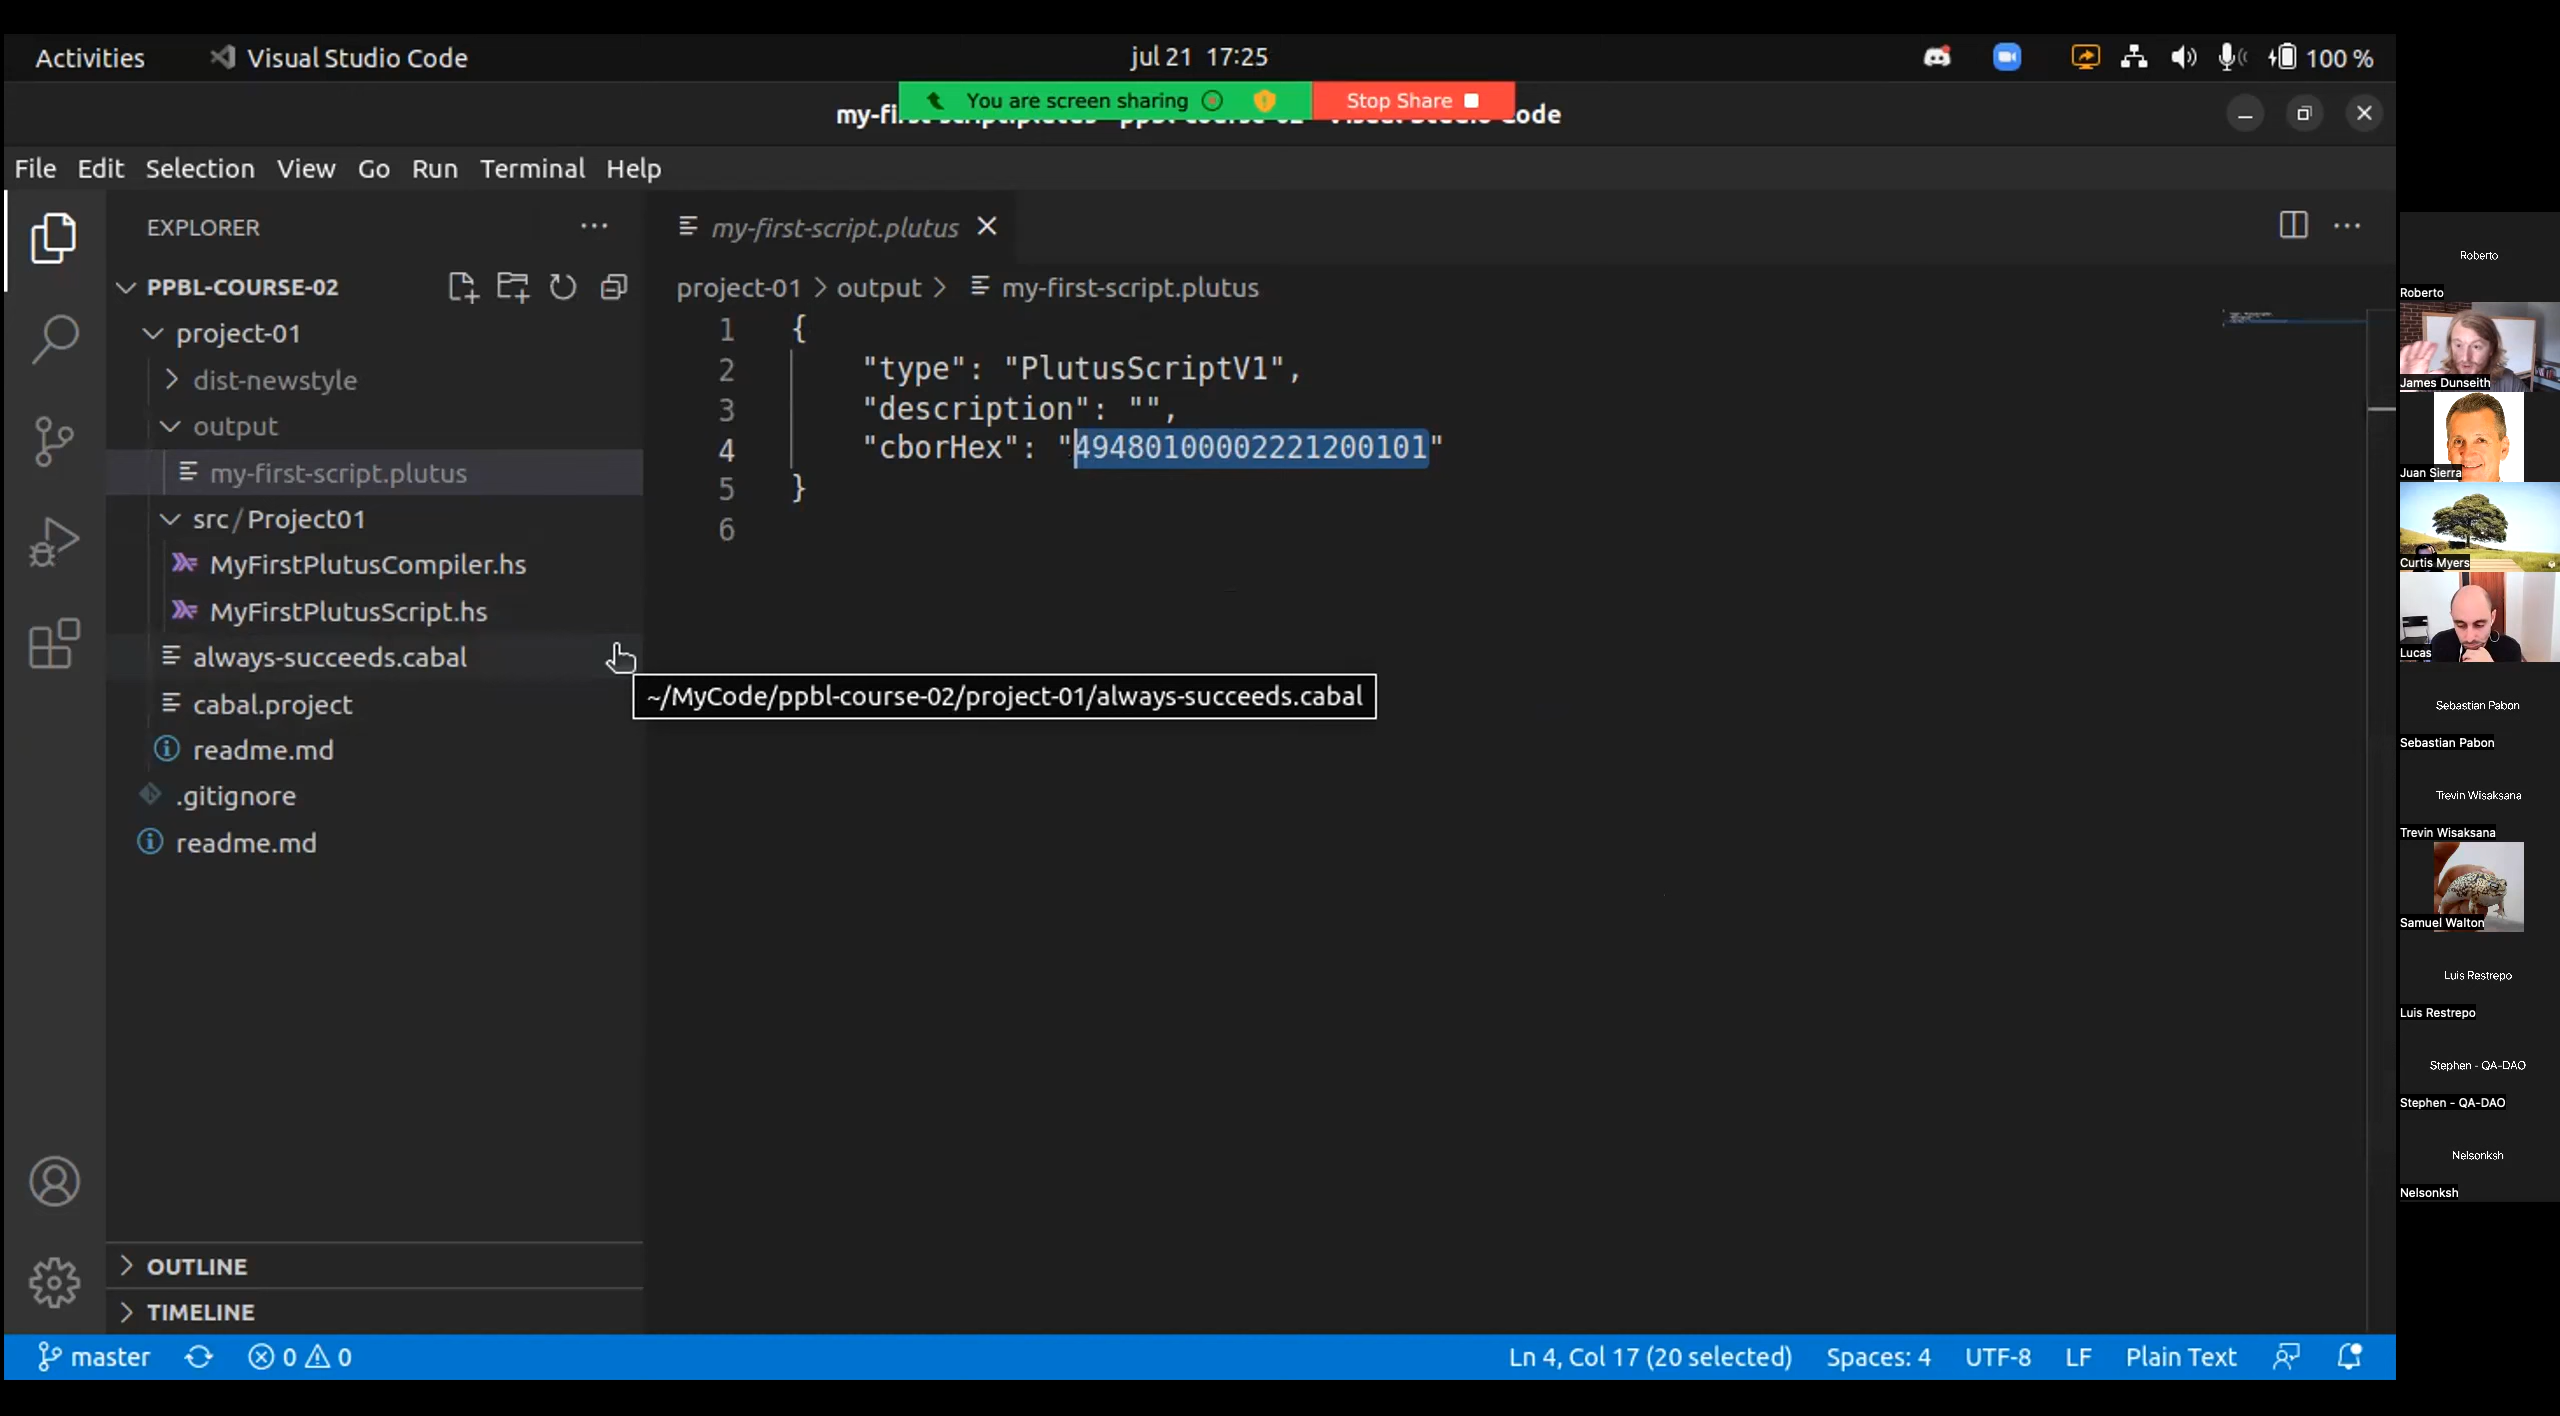 Activities
Visual Studio Code
jul 21 17:25
100 %
You are screen sharing
Stop Share
File Edit Selection View Go Run Terminal Help
EXPLORER
my-first-script.plutus
PPBL-COURSE-02
project-01 > output > my-first-script.plutus
project-01
dist-newstyle
output
my-first-script.plutus
src/Project01
MyFirstPlutusCompiler.hs
MyFirstPlutusScript.hs
always-succeeds.cabal
cabal.project
readme.md
.gitignore
readme.md
1 {
2 "type": "PlutusScriptV1",
3 "description": "",
4 "cborHex": "49480100002221200101"
5 }
6
~/MyCode/ppbl-course-02/project-01/always-succeeds.cabal
OUTLINE
TIMELINE
master
0 0
Ln 4, Col 17 (20 selected)
Spaces: 4
UTF-8
LF
Plain Text
Roberto
Roberto
James Dunseith
Juan Sierra
Curtis Myers
Lucas
Sebastian Pabon
Sebastian Pabon
Trevin Wisaksana
Trevin Wisaksana
Samuel Walton
Luis Restrepo
Luis Restrepo
Stephen - QA-DAO
Stephen - QA-DAO
Nelsonksh
Nelsonksh